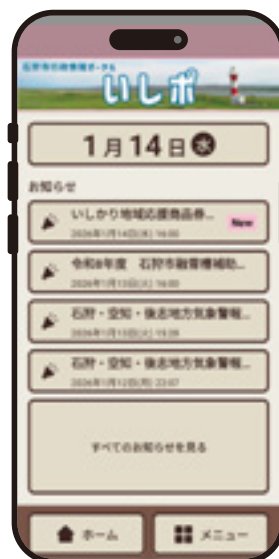 石狩市行政情報ポータル
いしポ
1月14日水
お知らせ
いしかり地域応援商品券...
New
2026年1月14日(水) 16:00
令和8年度 石狩市融雪槽補助...
2026年1月13日(火) 16:00
石狩・空知・後志地方気象警報...
2026年1月13日(火) 15:39
石狩・空知・後志地方気象警報...
2026年1月12日(月) 22:07
すべてのお知らせを見る
ホーム
メニュー